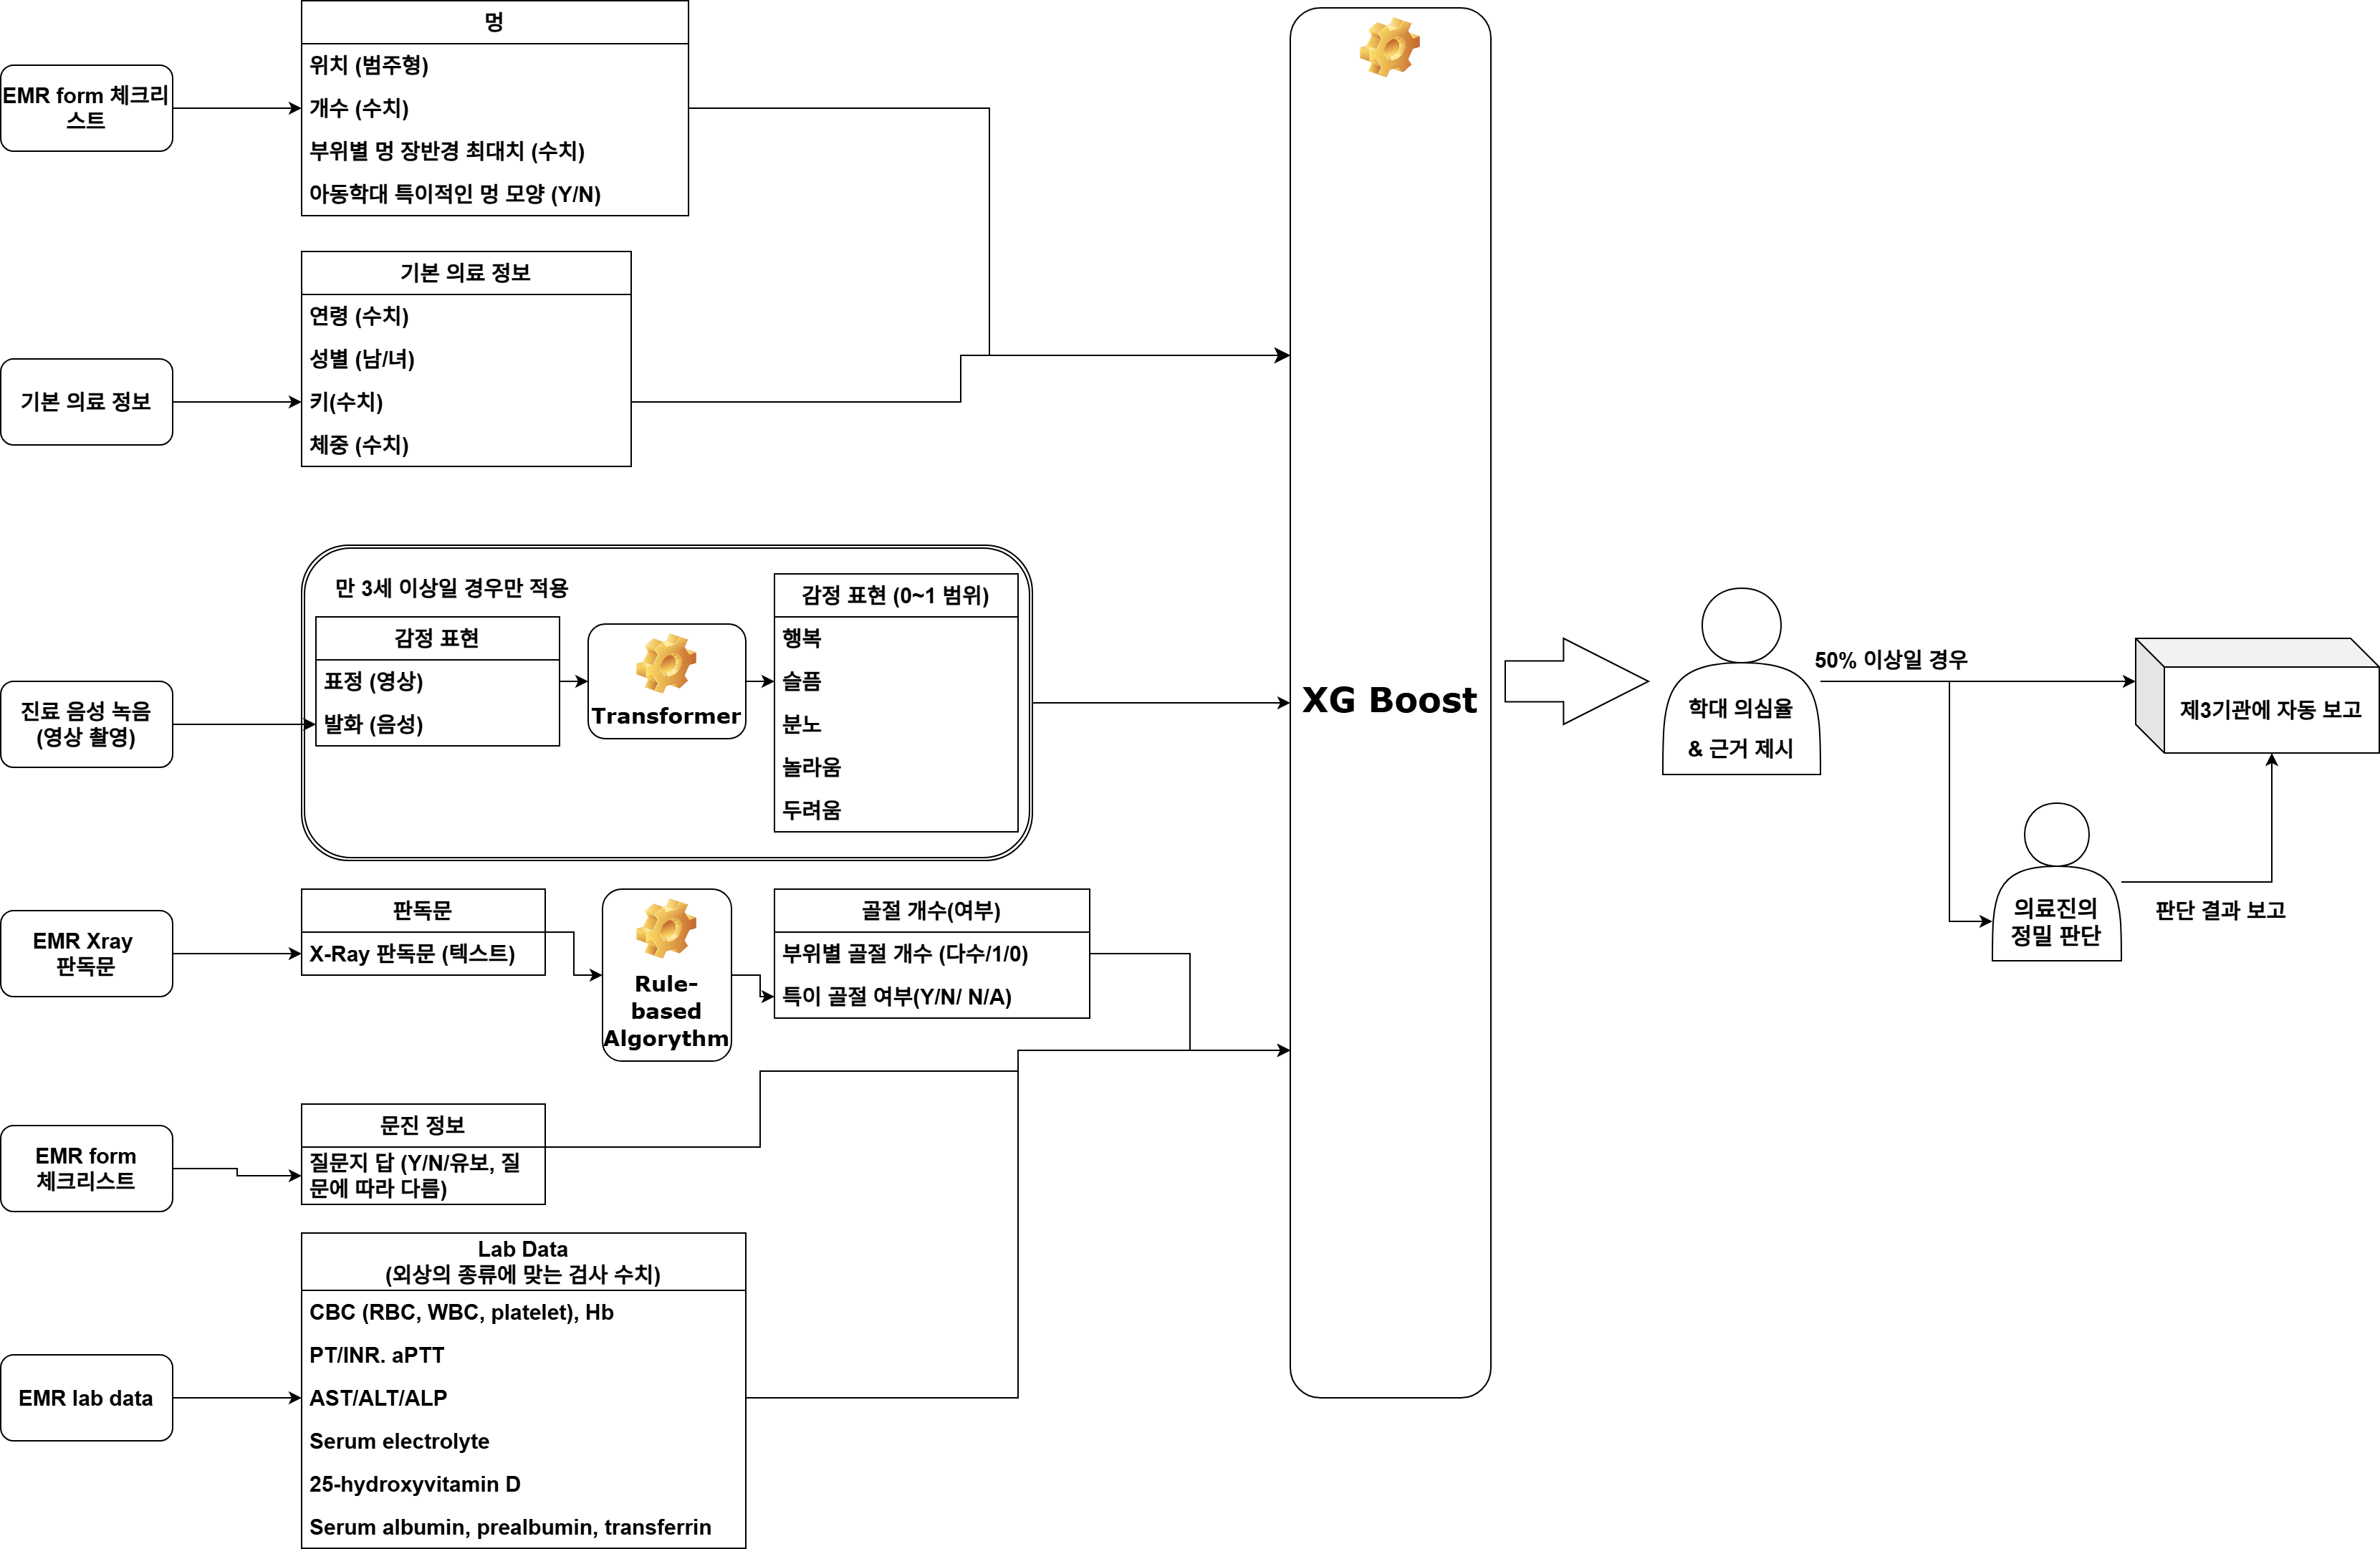 EMR form 체크리
스트
멍
위치 (범주형)
개수 (수치)
부위별 멍 장반경 최대치 (수치)
아동학대 특이적인 멍 모양 (Y/N)
기본 의료 정보
기본 의료 정보
연령 (수치)
성별 (남/녀)
키(수치)
체중 (수치)
진료 음성 녹음
(영상 촬영)
만 3세 이상일 경우만 적용
감정 표현
표정 (영상)
발화 (음성)
Transformer
감정 표현 (0~1 범위)
행복
슬픔
분노
놀라움
두려움
EMR Xray
판독문
판독문
X-Ray 판독문 (텍스트)
Rule-
based
Algorythm
골절 개수(여부)
부위별 골절 개수 (다수/1/0)
특이 골절 여부(Y/N/ N/A)
EMR form
체크리스트
문진 정보
질문지 답 (Y/N/유보, 질
문에 따라 다름)
EMR lab data
Lab Data
(외상의 종류에 맞는 검사 수치)
CBC (RBC, WBC, platelet), Hb
PT/INR. aPTT
AST/ALT/ALP
Serum electrolyte
25-hydroxyvitamin D
Serum albumin, prealbumin, transferrin
XG Boost
학대 의심율
& 근거 제시
50% 이상일 경우
제3기관에 자동 보고
의료진의
정밀 판단
판단 결과 보고